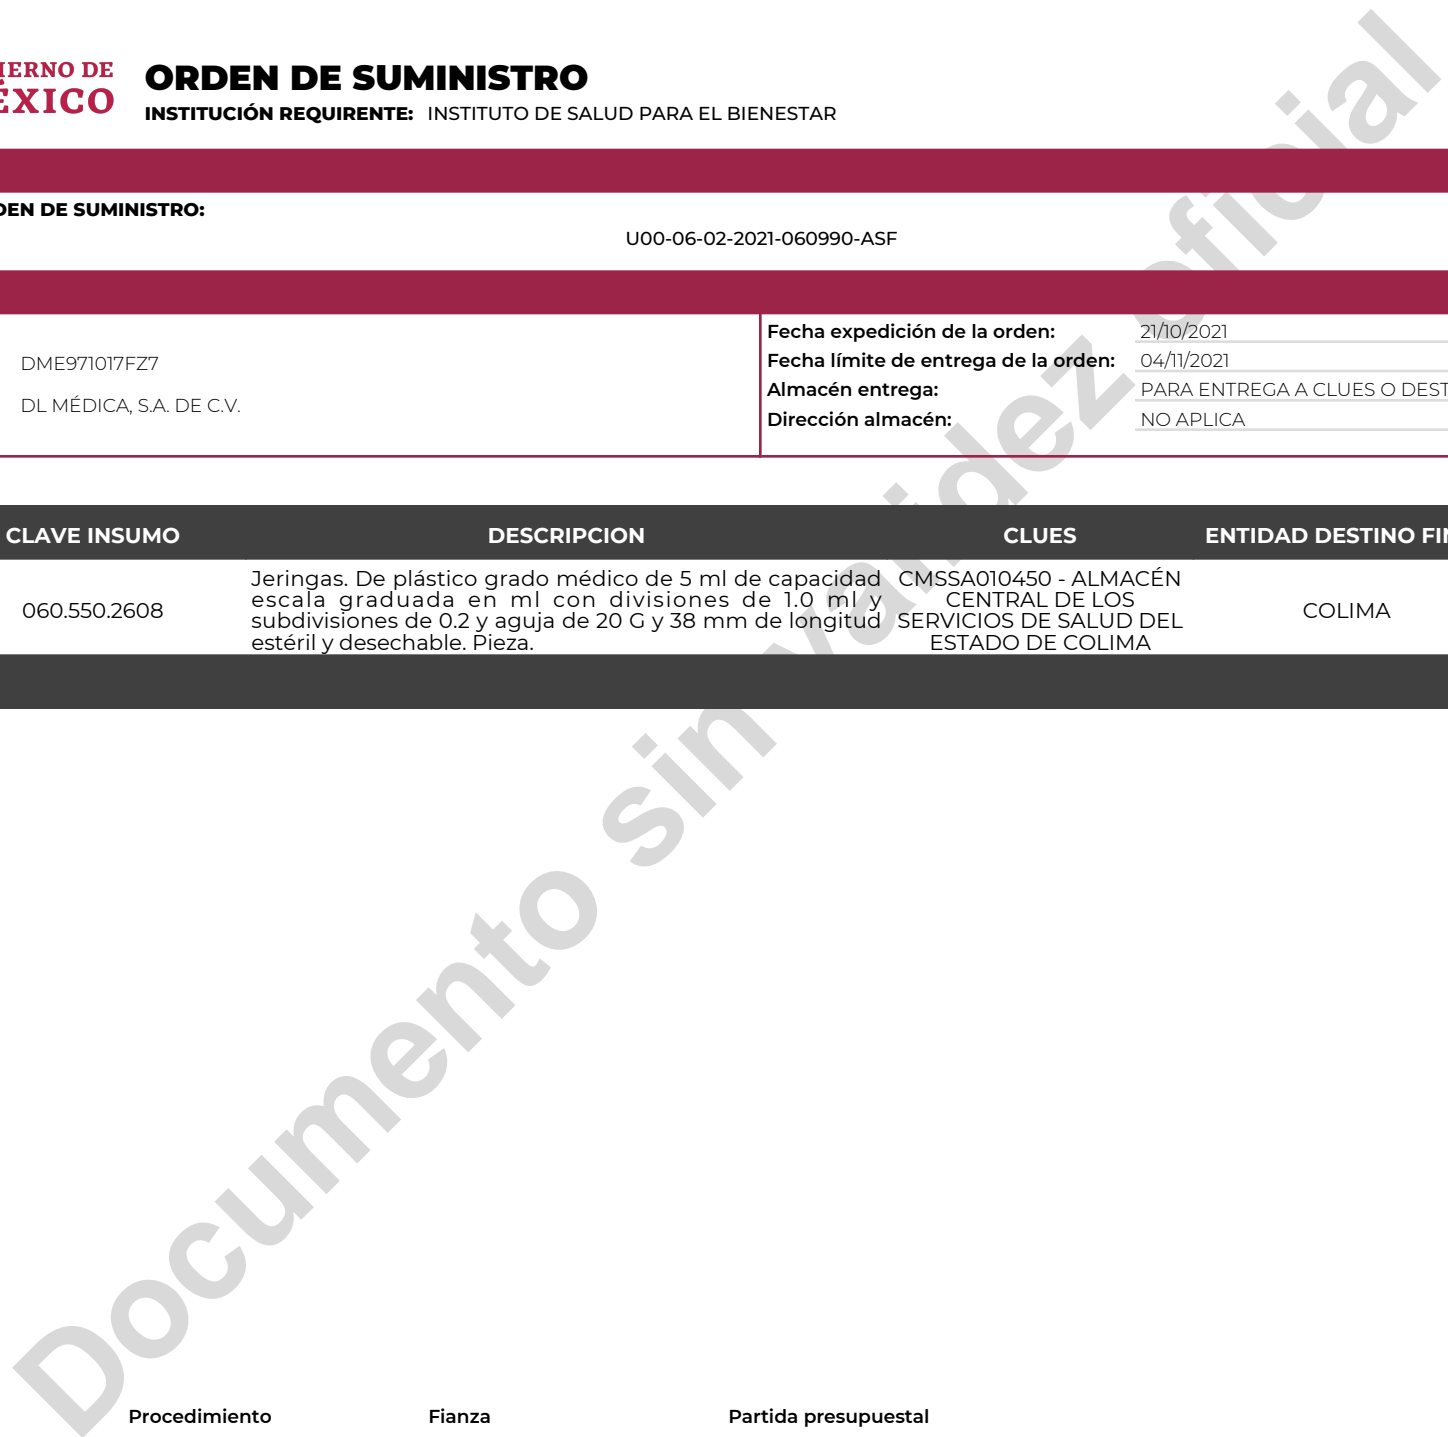 IERNO DE
ÉXICO
ORDEN DE SUMINISTRO
INSTITUCIÓN REQUIRENTE: INSTITUTO DE SALUD PARA EL BIENESTAR
DEN DE SUMINISTRO:
U00-06-02-2021-060990-ASF
DME971017FZ7
DL MÉDICA, S.A. DE C.V.
Fecha expedición de la orden: 21/10/2021
Fecha límite de entrega de la orden: 04/11/2021
Almacén entrega: PARA ENTREGA A CLUES O DEST
Dirección almacén: NO APLICA
CLAVE INSUMO DESCRIPCION CLUES ENTIDAD DESTINO FIN
060.550.2608
Jeringas. De plástico grado médico de 5 ml de capacidad
escala graduada en ml con divisiones de 1.0 ml y
subdivisiones de 0.2 y aguja de 20 G y 38 mm de longitud
estéril y desechable. Pieza.
CMSSA010450 - ALMACÉN
CENTRAL DE LOS
SERVICIOS DE SALUD DEL
ESTADO DE COLIMA
COLIMA
Documento sin validez oficial
Procedimiento Fianza Partida presupuestal